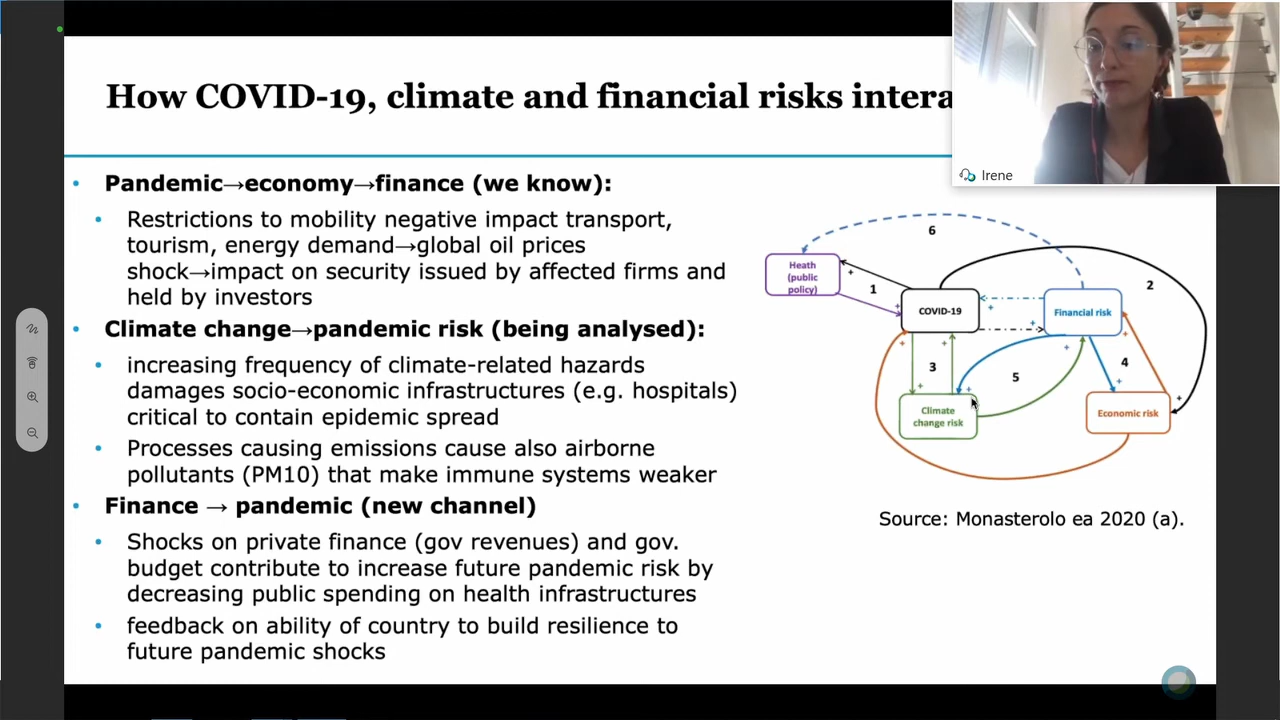 How COVID-19, climate and financial risks intera
Irene
• Pandemic→economy→finance (we know):
• Restrictions to mobility negative impact transport,
tourism, energy demand→global oil prices
shock→impact on security issued by affected firms and
held by investors
• Climate change→pandemic risk (being analysed):
• increasing frequency of climate-related hazards
damages socio-economic infrastructures (e.g. hospitals)
critical to contain epidemic spread
• Processes causing emissions cause also airborne
pollutants (PM10) that make immune systems weaker
• Finance → pandemic (new channel)
• Shocks on private finance (gov revenues) and gov.
budget contribute to increase future pandemic risk by
decreasing public spending on health infrastructures
• feedback on ability of country to build resilience to
future pandemic shocks
6
Heath
(public
policy)
+
1
+
2
COVID-19
+
+
Financial risk
+
+
3
+
+
+
5
+
+
4
+
+
Climate
change risk
Economic risk
Source: Monasterolo ea 2020 (a).